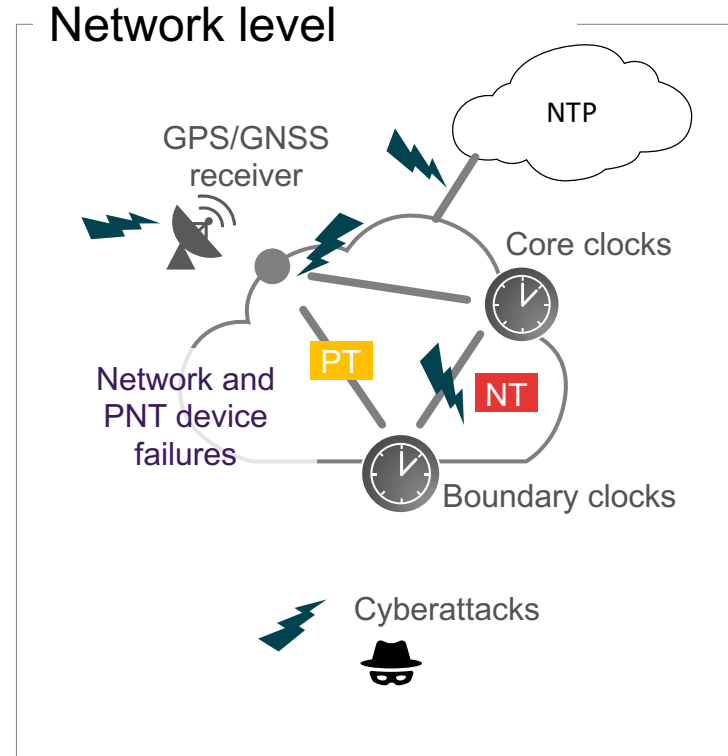 Network level
NTP
GPS/GNSS
receiver
Core clocks
PT
Network and
PNT device
failures
NT
Boundary clocks
Cyberattacks